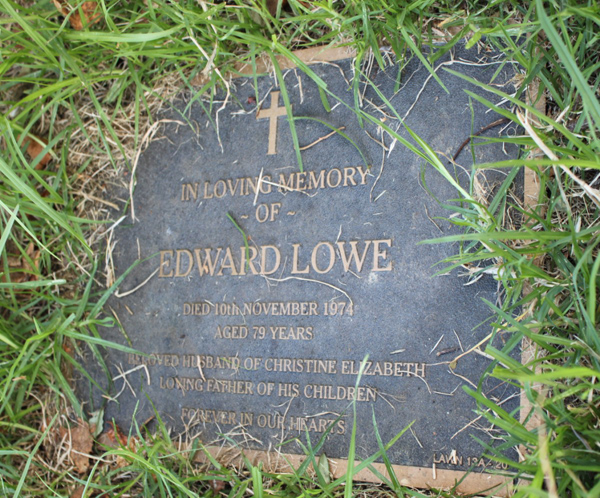 IN LOVING MEMORY
~ OF ~
EDWARD LOWE
DIED 10th NOVEMBER 1974
AGED 79 YEARS
BELOVED HUSBAND OF CHRISTINE ELIZABETH
LOVING FATHER OF HIS CHILDREN
FOREVER IN OUR HEARTS
LAWN